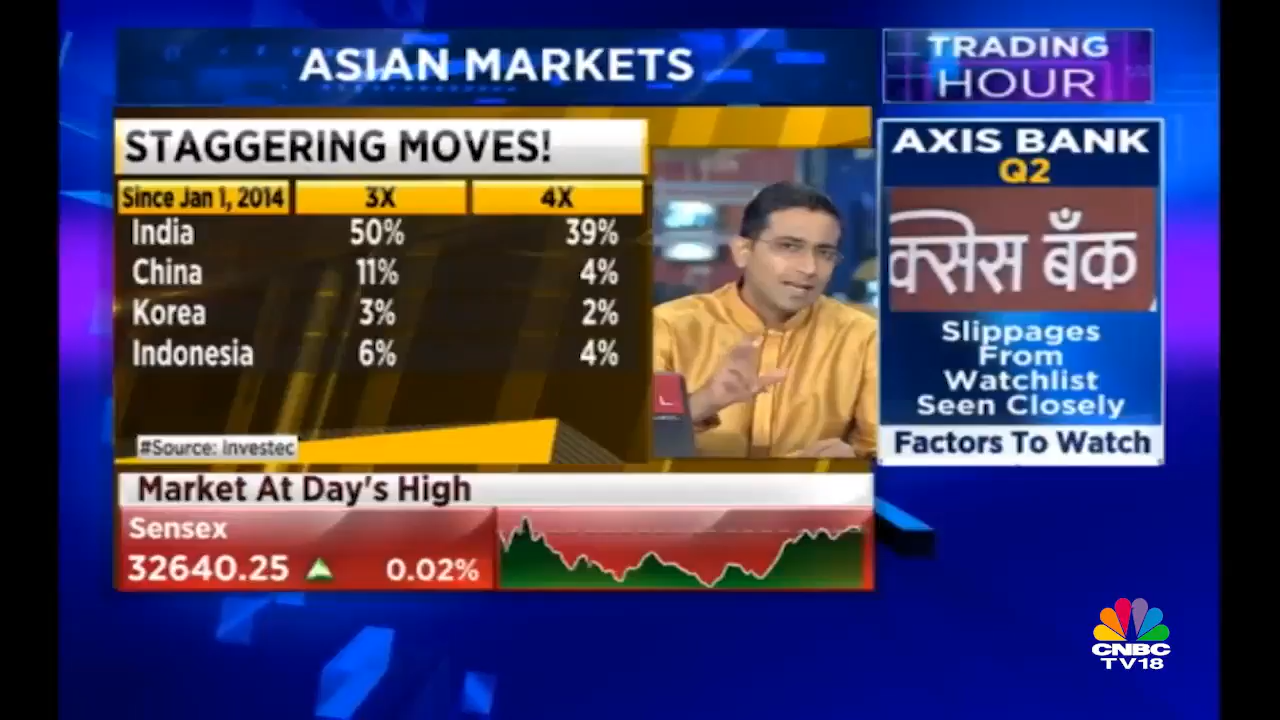 ASIAN MARKETS
TRADING
HOUR
STAGGERING MOVES!
Since Jan 1, 2014 3X 4X
India 50% 39%
China 11% 4%
Korea 3% 2%
Indonesia 6% 4%
#Source: Investec
AXIS BANK
Q2
क्सिस बँक
Slippages
From
Watchlist
Seen Closely
Factors To Watch
Market At Day's High
Sensex
32640.25 0.02%
CNBC
TV18